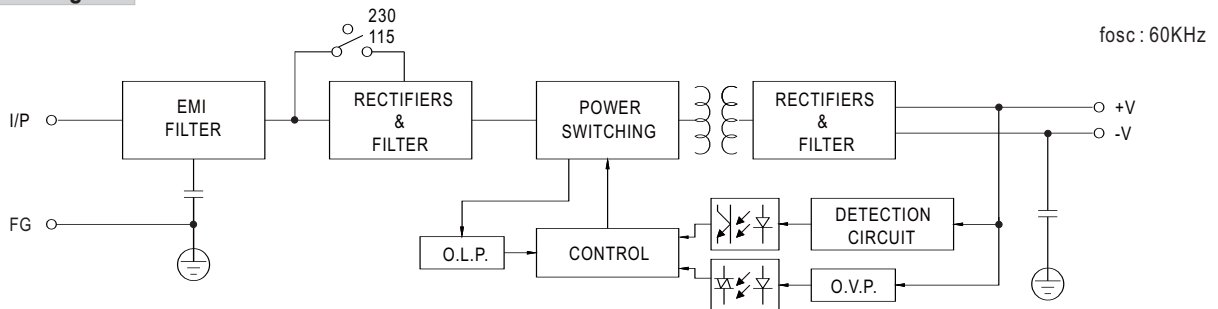 230
115
fosc : 60KHz
I/P
EMI
FILTER
RECTIFIERS
&
FILTER
POWER
SWITCHING
RECTIFIERS
&
FILTER
+V
-V
FG
O.L.P.
CONTROL
DETECTION
CIRCUIT
O.V.P.